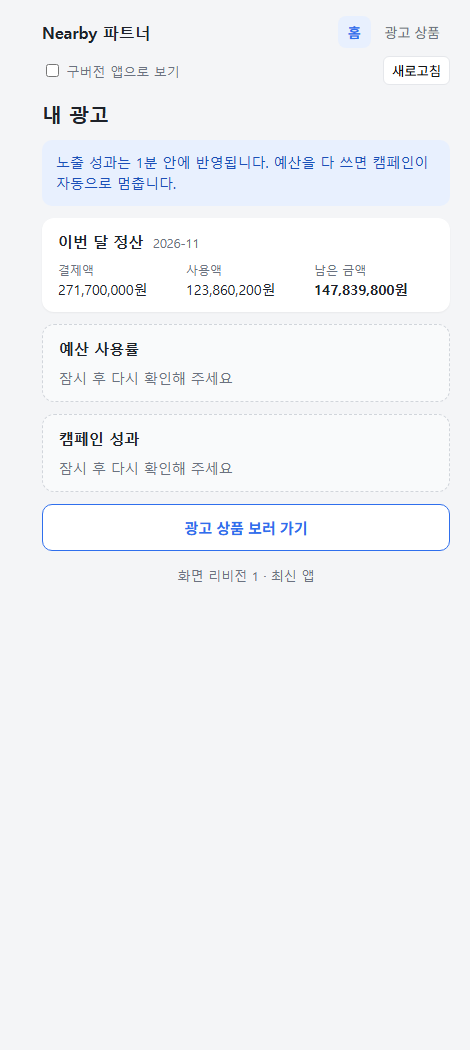 Nearby 파트너
홈
광고 상품
구버전 앱으로 보기
새로고침
내 광고
노출 성과는 1분 안에 반영됩니다. 예산을 다 쓰면 캠페인이
자동으로 멈춥니다.
이번 달 정산 2026-11
결제액 사용액 남은 금액
271,700,000원 123,860,200원 147,839,800원
예산 사용률
잠시 후 다시 확인해 주세요
캠페인 성과
잠시 후 다시 확인해 주세요
광고 상품 보러 가기
화면 리비전 1 · 최신 앱